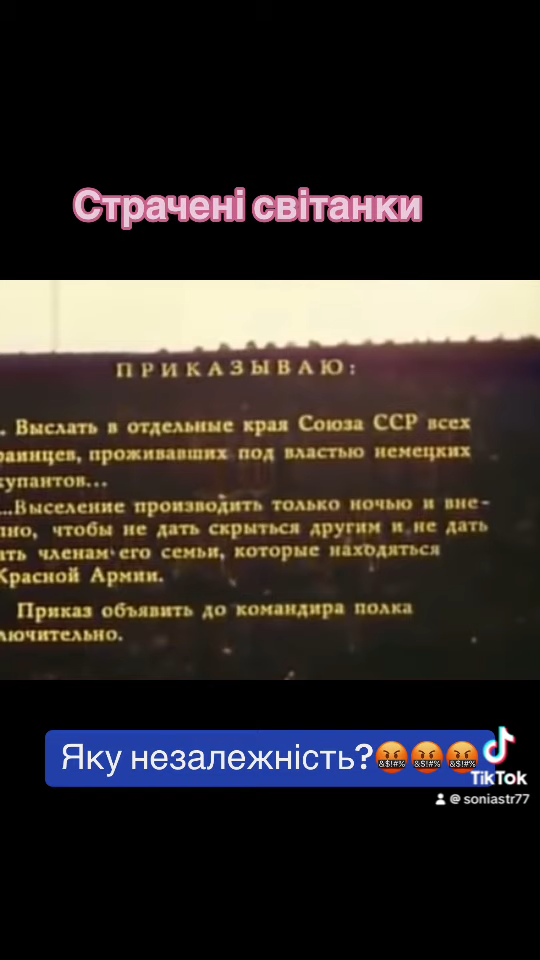 Страчені світанки
ПРИКАЗЫВАЮ:
. Выслать в отдельные края Союза ССР всех
раинцев, проживавших под властью немецких
купантов...
...Выселение производить только ночью и вне-
пно, чтобы не дать скрыться другим и не дать
ать членам его семьи, которые находяться
Красной Армии.
Приказ объявить до командира полка
лючительно.
Яку незалежність?🤬🤬🤬
TikTok
@ soniastr77